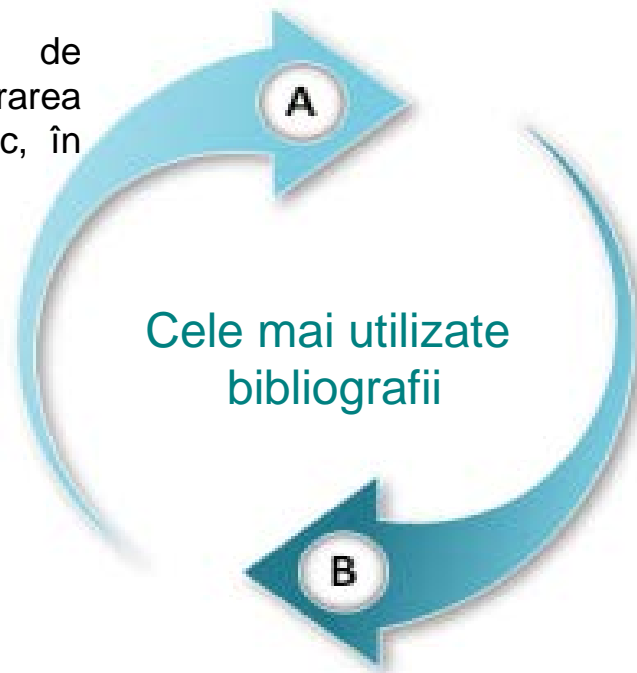 de
rarea
c, în
A
Cele mai utilizate
bibliografii
B